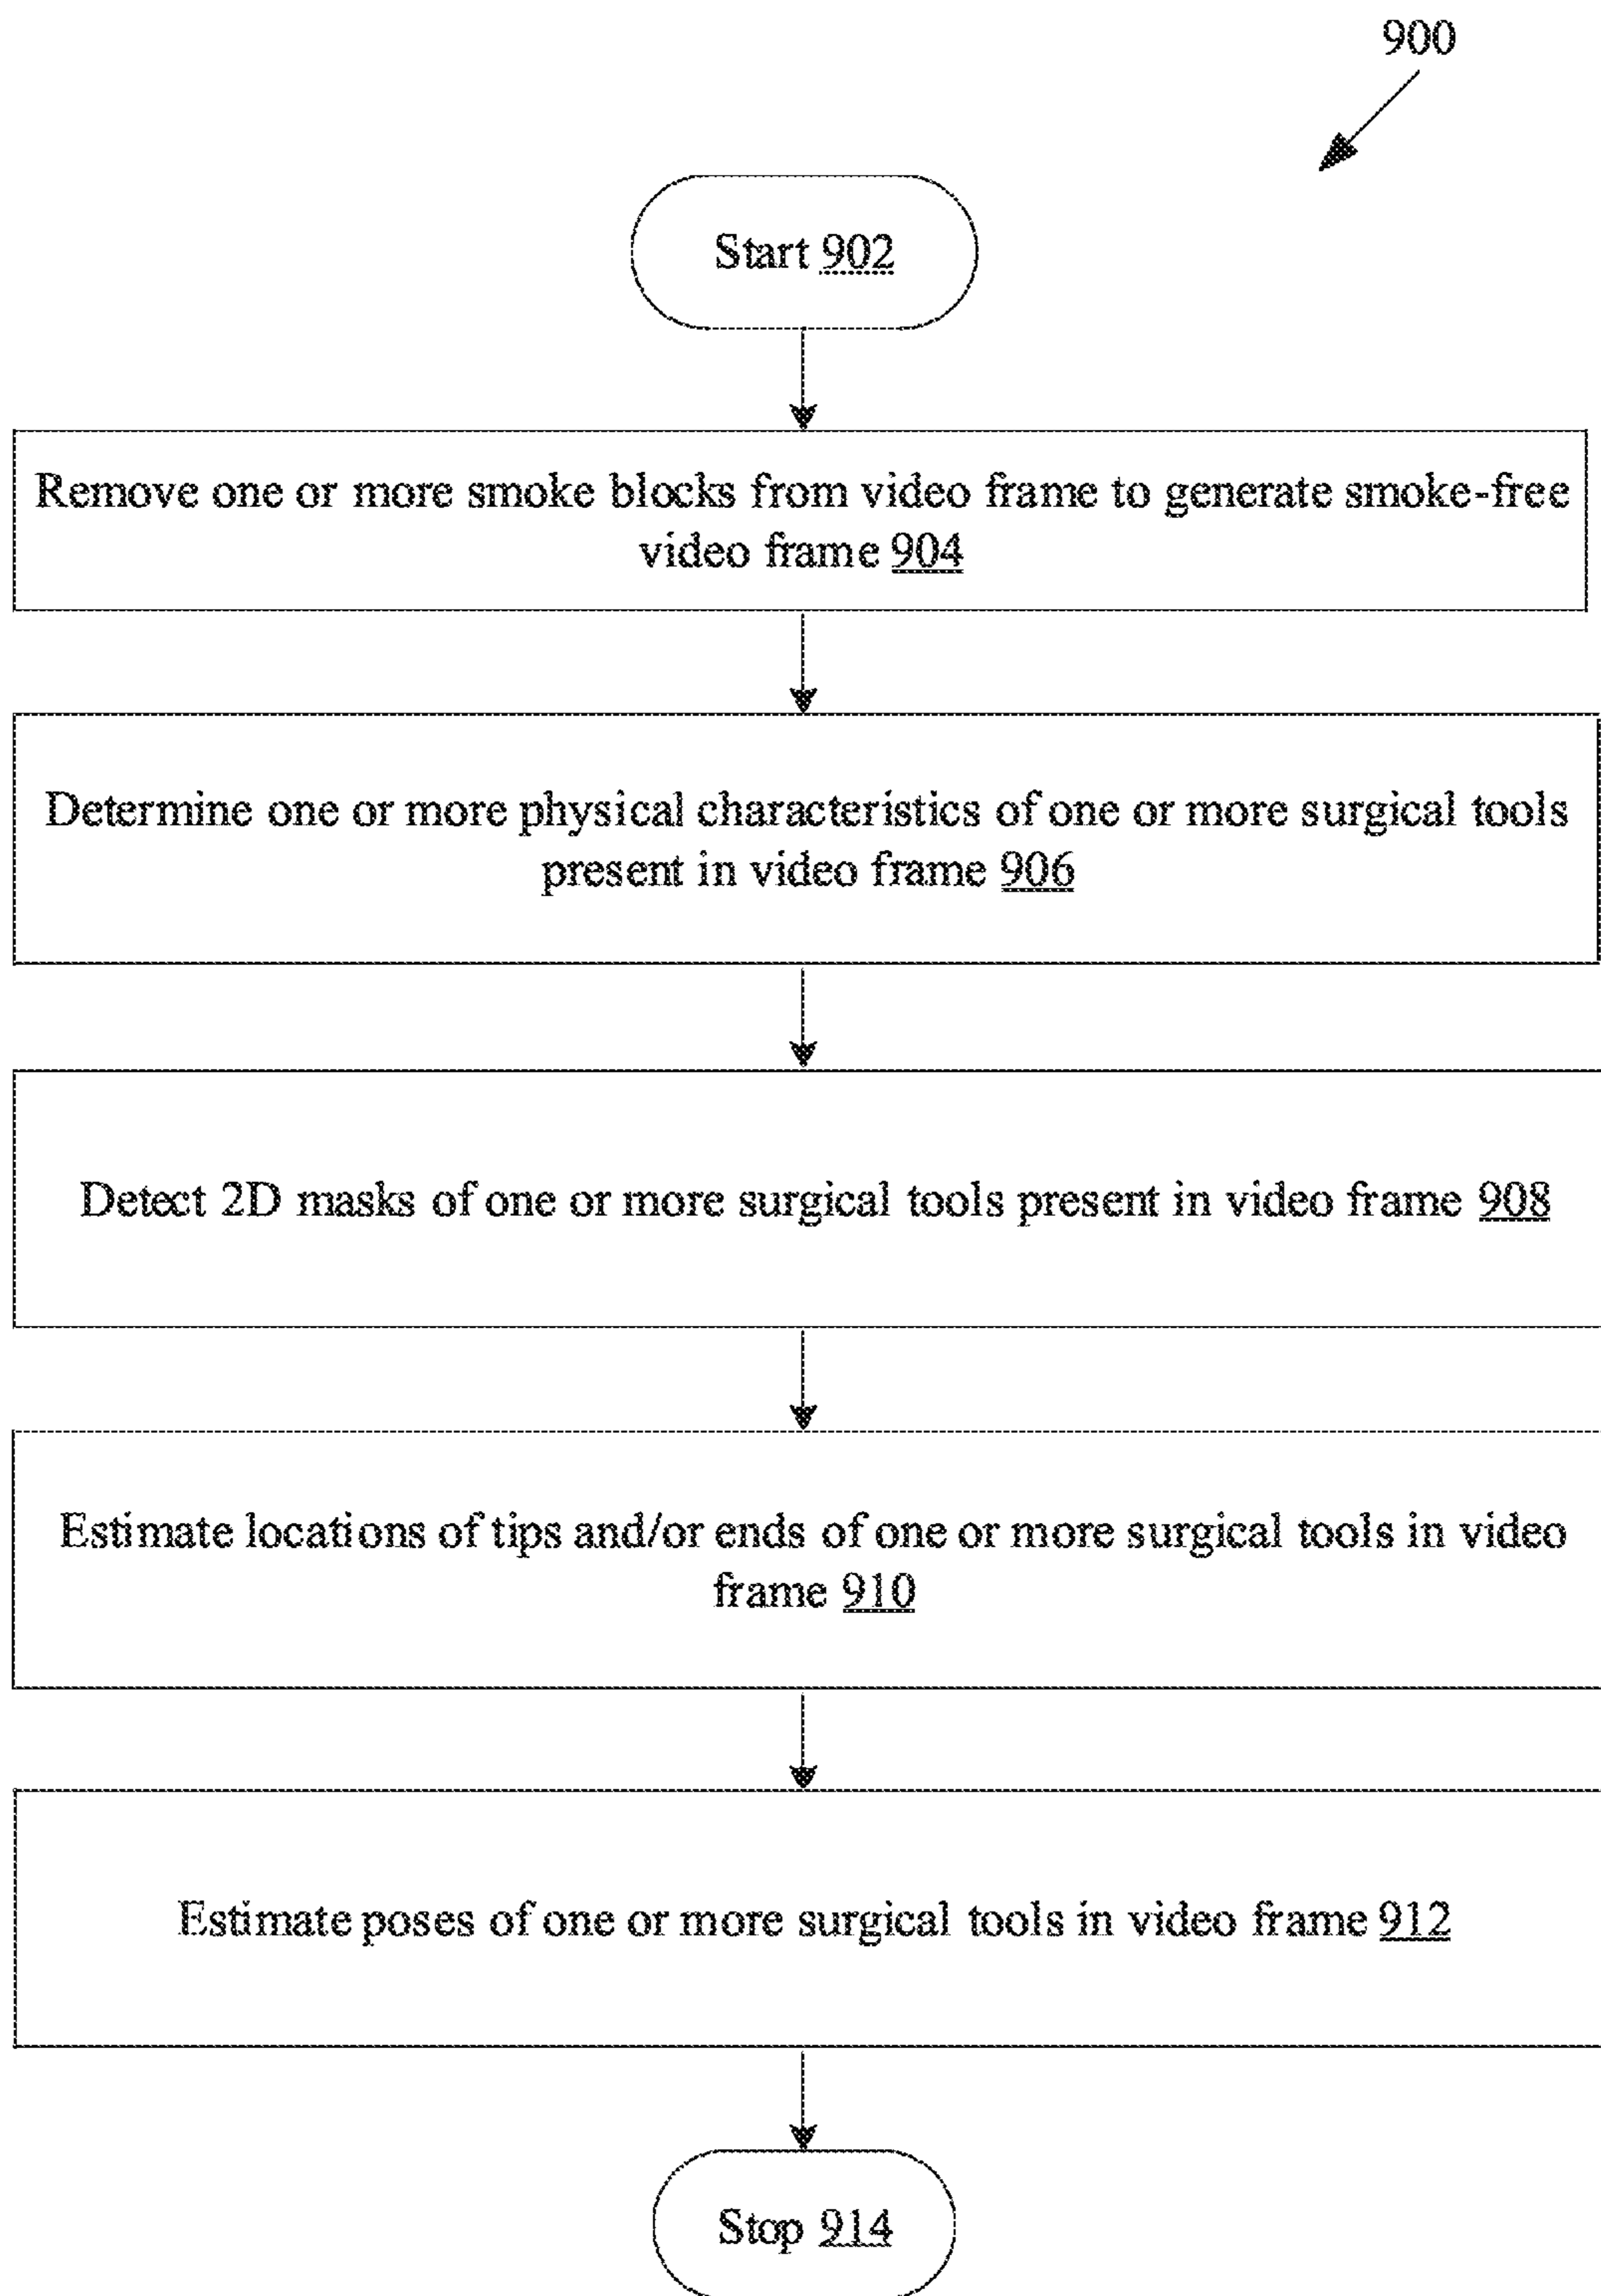 900
Start 902
Remove one or more smoke blocks from video frame to generate smoke-free
video frame 904
Determine one or more physical characteristics of one or more surgical tools
present in video frame 906
Detect 2D masks of one or more surgical tools present in video frame 908
Estimate locations of tips and/or ends of one or more surgical tools in video
frame 910
Estimate poses of one or more surgical tools in video frame 912
Stop 914